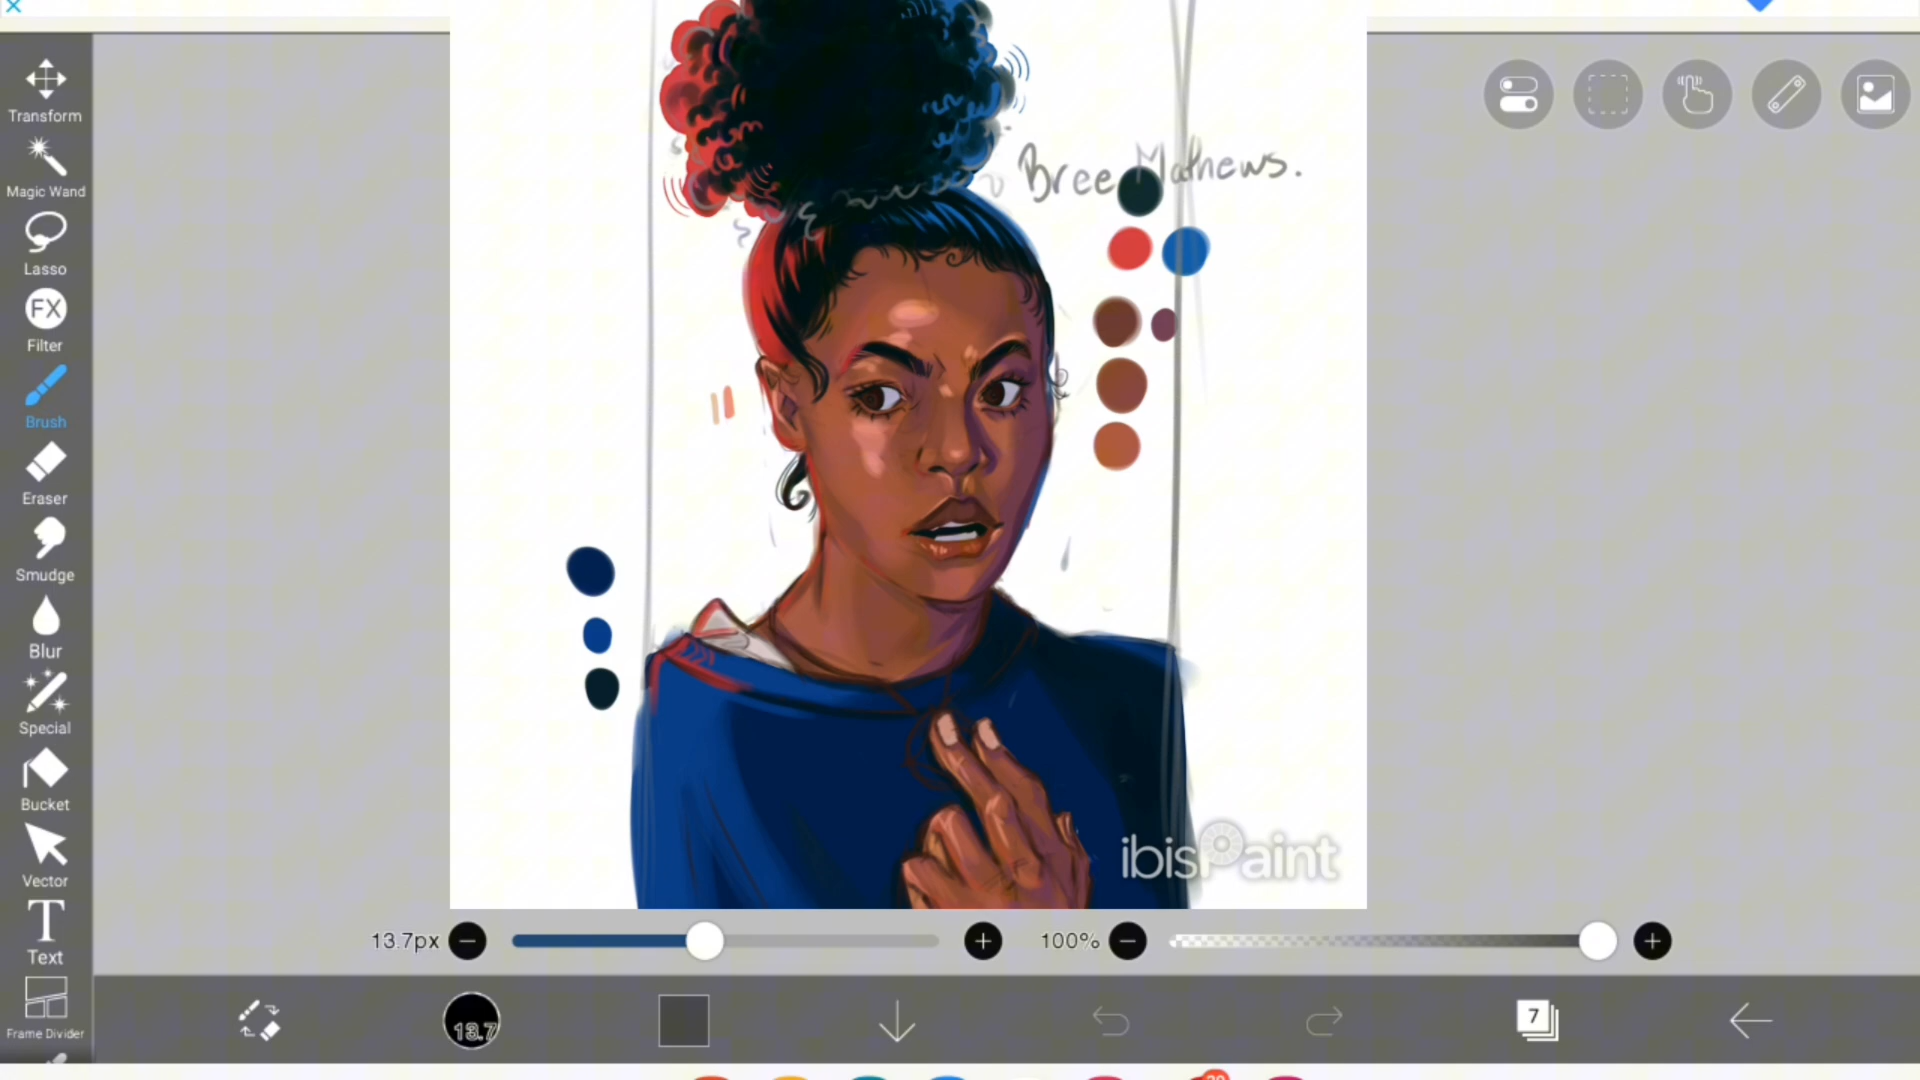 Transform
Magic Wand
Lasso
FX
Filter
Brush
Eraser
Smudge
Blur
Special
Bucket
Vector
T
Text
Frame Divider
Bree Mathews.
ibisPaint
13.7px
100%
13.7
7